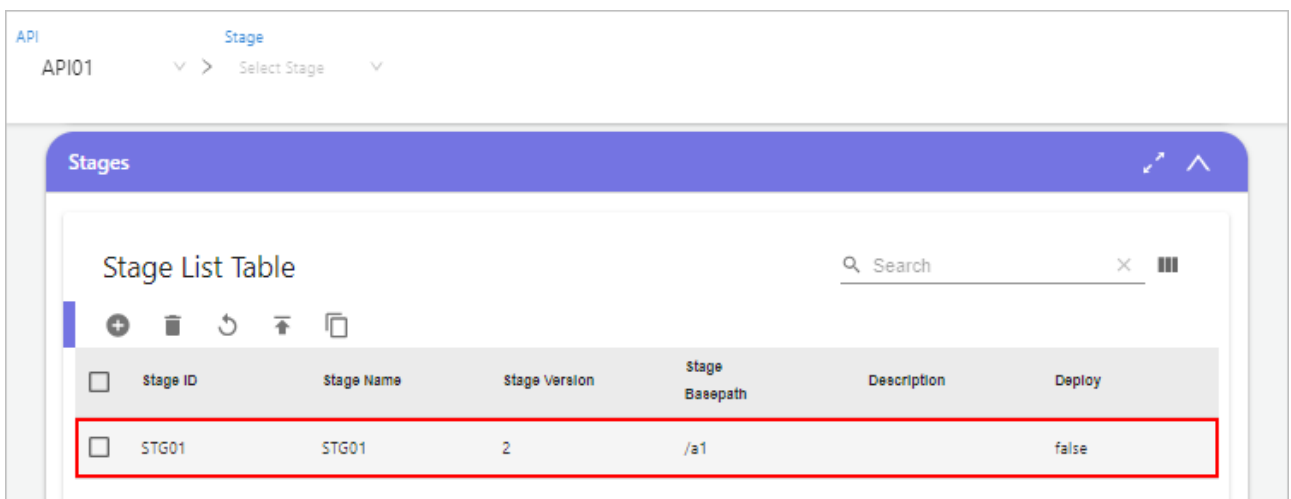 API Stage
API01 > Select Stage
Stages
Stage List Table
Search
Stage ID Stage Name Stage Version Stage Basepath Description Deploy
STG01 STG01 2 /a1 false